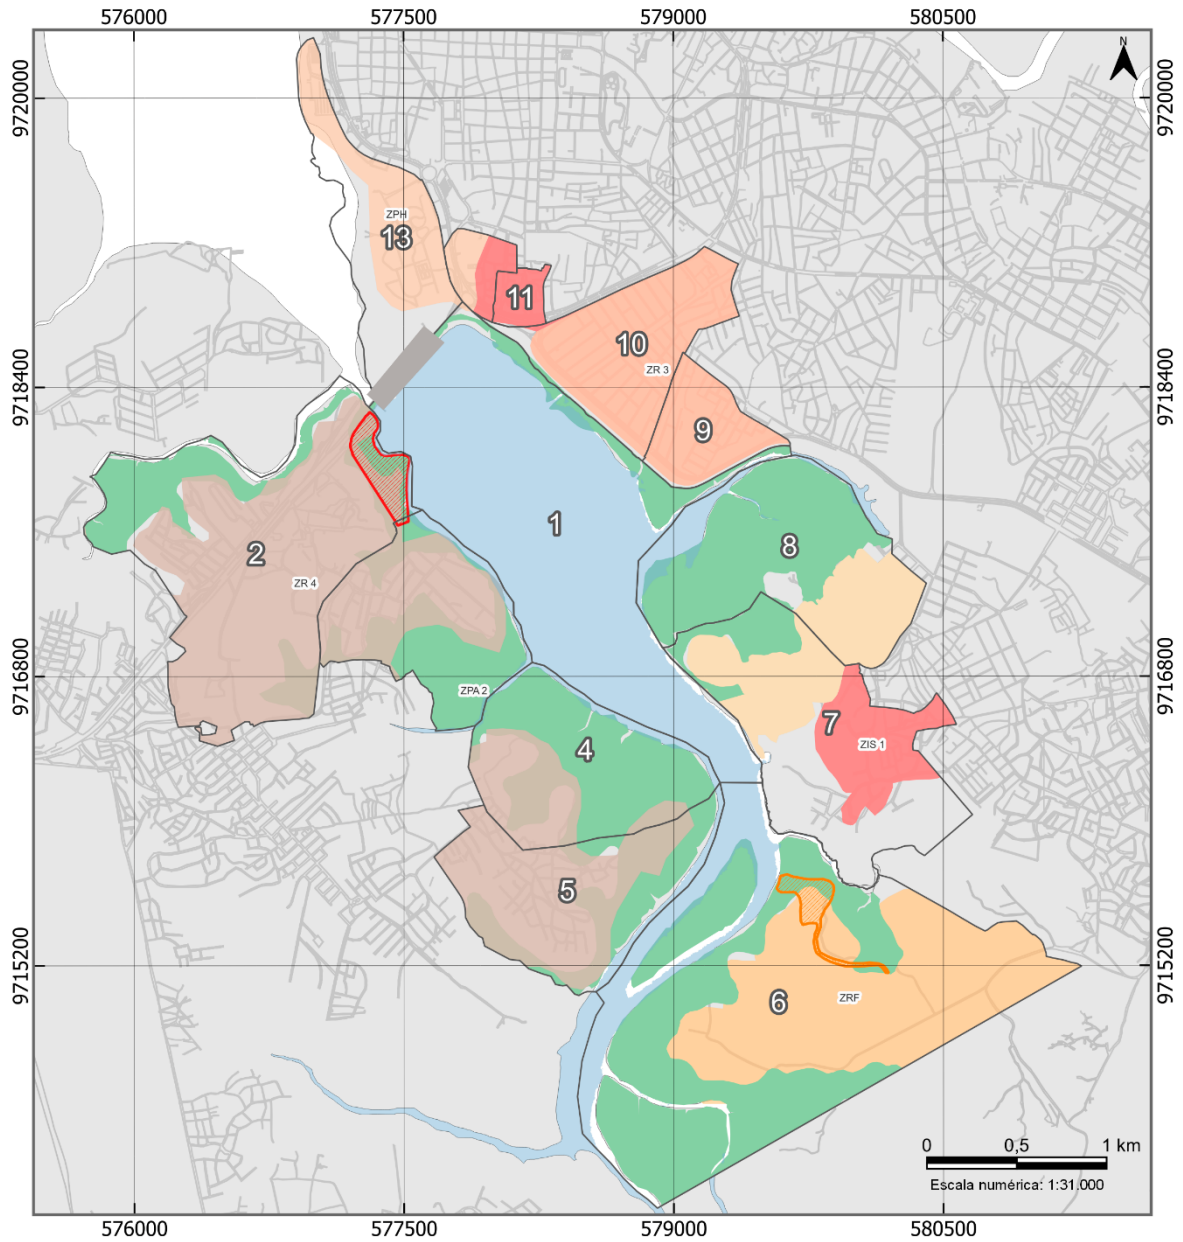 576000 577500 579000 580500
N
9720000 9720000
ZPH
13
11
10
ZR 3
9718400 9718400
9
1
8
2
ZR 4
9716800 9716800
ZPA 2
7
4
ZIS 1
5
9715200 9715200
6
ZRF
0 0,5 1 km
Escala numérica: 1:31.000
576000 577500 579000 580500